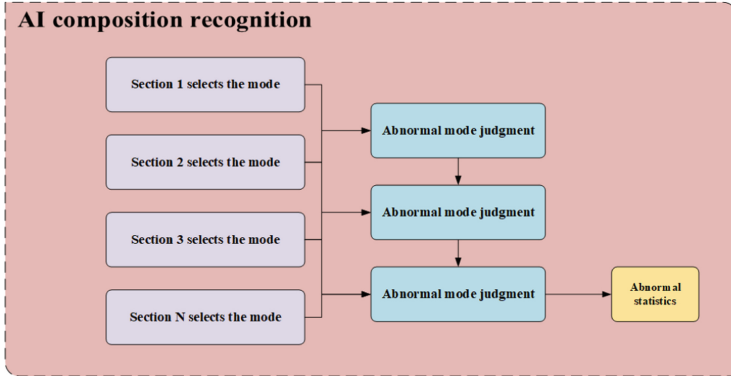 AI composition recognition
Section 1 selects the mode
Section 2 selects the mode
Section 3 selects the mode
Section N selects the mode
Abnormal mode judgment
Abnormal mode judgment
Abnormal mode judgment
Abnormal
statistics